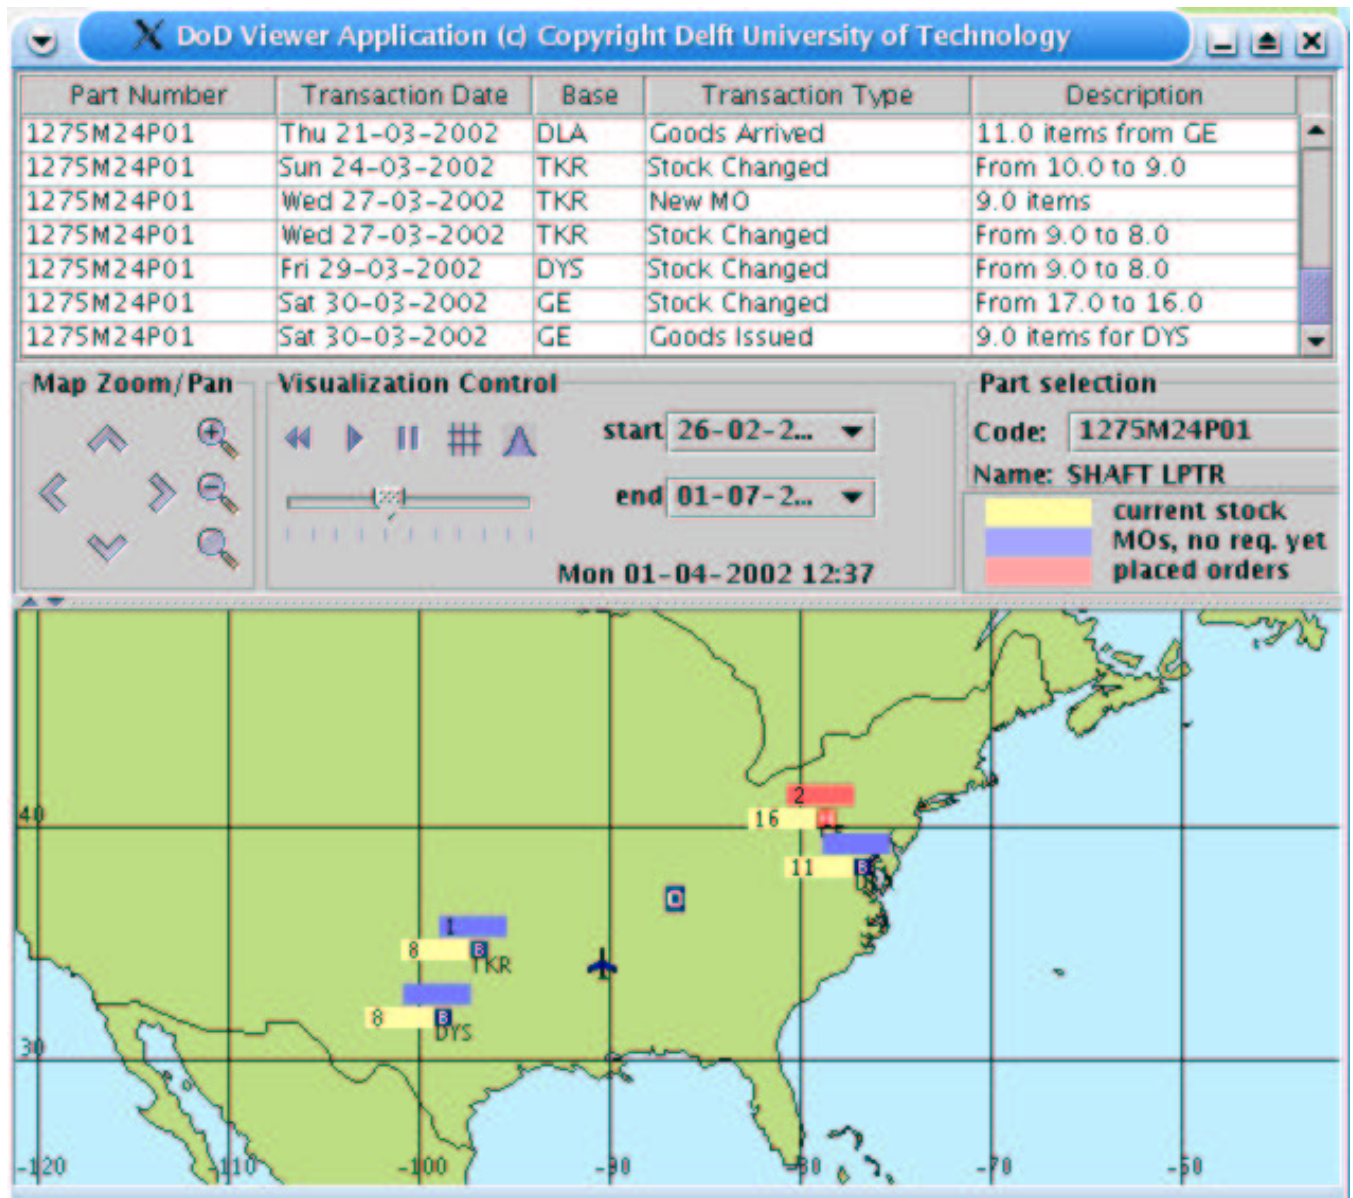 DoD Viewer Application (c) Copyright Delft University of Technology
Part Number Transaction Date Base Transaction Type Description
1275M24P01 Thu 21-03-2002 DLA Goods Arrived 11.0 items from GE
1275M24P01 Sun 24-03-2002 TKR Stock Changed From 10.0 to 9.0
1275M24P01 Wed 27-03-2002 TKR New MO 9.0 items
1275M24P01 Wed 27-03-2002 TKR Stock Changed From 9.0 to 8.0
1275M24P01 Fri 29-03-2002 DYS Stock Changed From 9.0 to 8.0
1275M24P01 Sat 30-03-2002 GE Stock Changed From 17.0 to 16.0
1275M24P01 Sat 30-03-2002 GE Goods Issued 9.0 items for DYS
Map Zoom/Pan Visualization Control Part selection
start 26-02-2... Code: 1275M24P01
Name: SHAFT LPTR
end 01-07-2...
current stock
MOs, no req. yet
placed orders
Mon 01-04-2002 12:37
2
40
16
11 B
O
1
8 B
TKR
8 B
DYS
30
-120 -110 -100 -90 -80 -70 -50